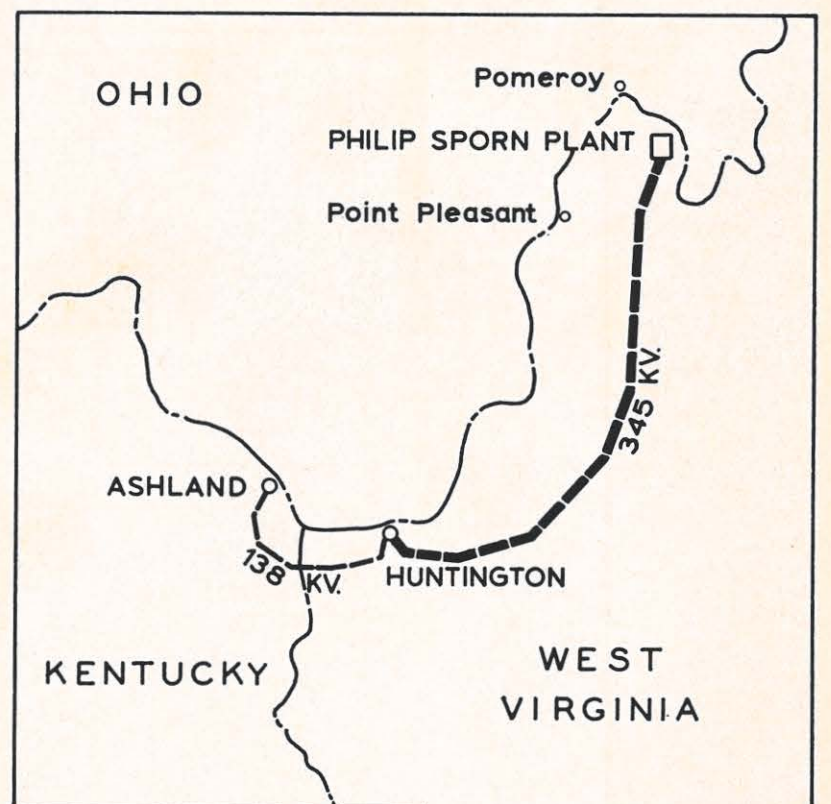 OHIO
Pomeroy
PHILIP SPORN PLANT
Point Pleasant
345 KV.
ASHLAND
138 KV.
HUNTINGTON
KENTUCKY
WEST
VIRGINIA